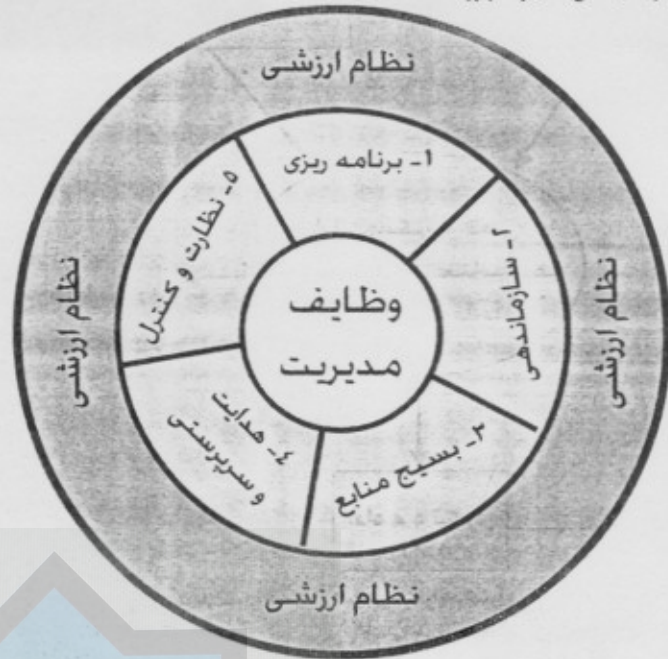 نظام ارزشی
۱- برنامه ریزی
۵- نظارت و کنترل
۲- سازماندهی
نظام ارزشی
نظام ارزشی
وظایف
مدیریت
۴- هدایت
و سرپرستی
۳- بسیج منابع
نظام ارزشی